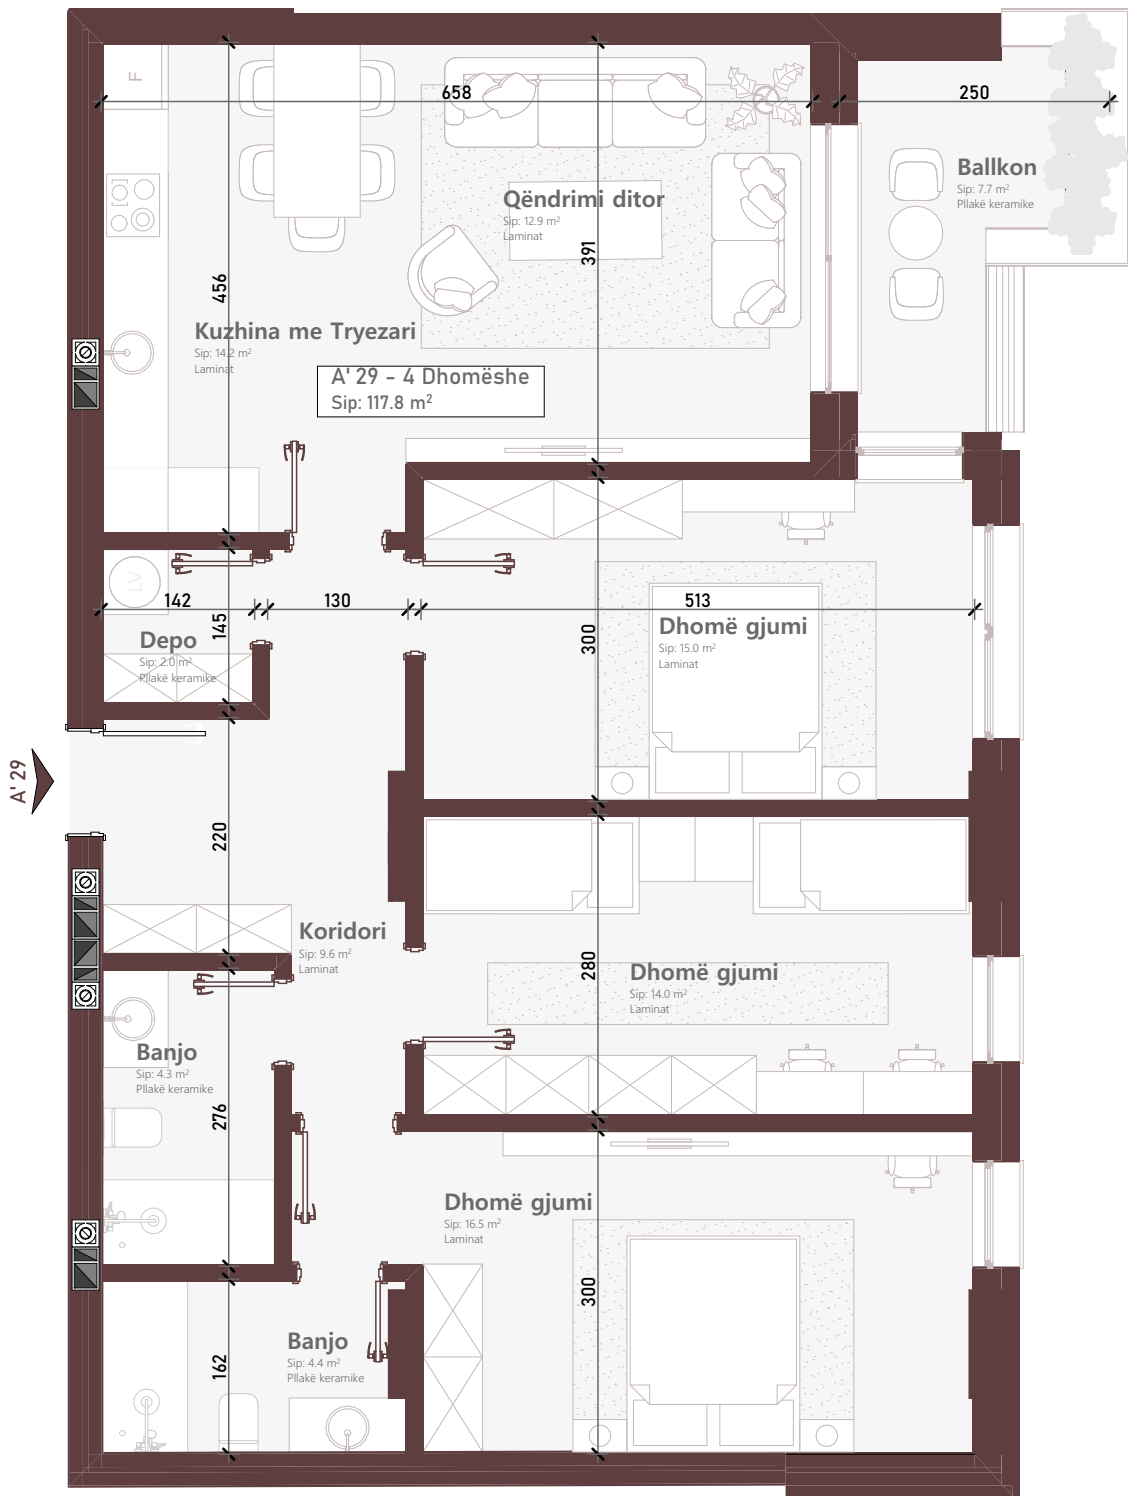 F
658
250
Ballkon
Sip: 7.7 m²
Pllakë keramike
Qëndrimi ditor
Sip: 12.9 m²
Laminat
391
456
Kuzhina me Tryezari
Sip: 14.2 m²
Laminat
A' 29 - 4 Dhomëshe
Sip: 117.8 m²
LV
142
130
513
145
300
Depo
Sip: 2.0 m²
Pllakë keramike
Dhomë gjumi
Sip: 15.0 m²
Laminat
A' 29
220
Koridori
Sip: 9.6 m²
Laminat
280
Dhomë gjumi
Sip: 14.0 m²
Laminat
Banjo
Sip: 4.3 m²
Pllakë keramike
276
Dhomë gjumi
Sip: 16.5 m²
Laminat
300
Banjo
Sip: 4.4 m²
Pllakë keramike
162